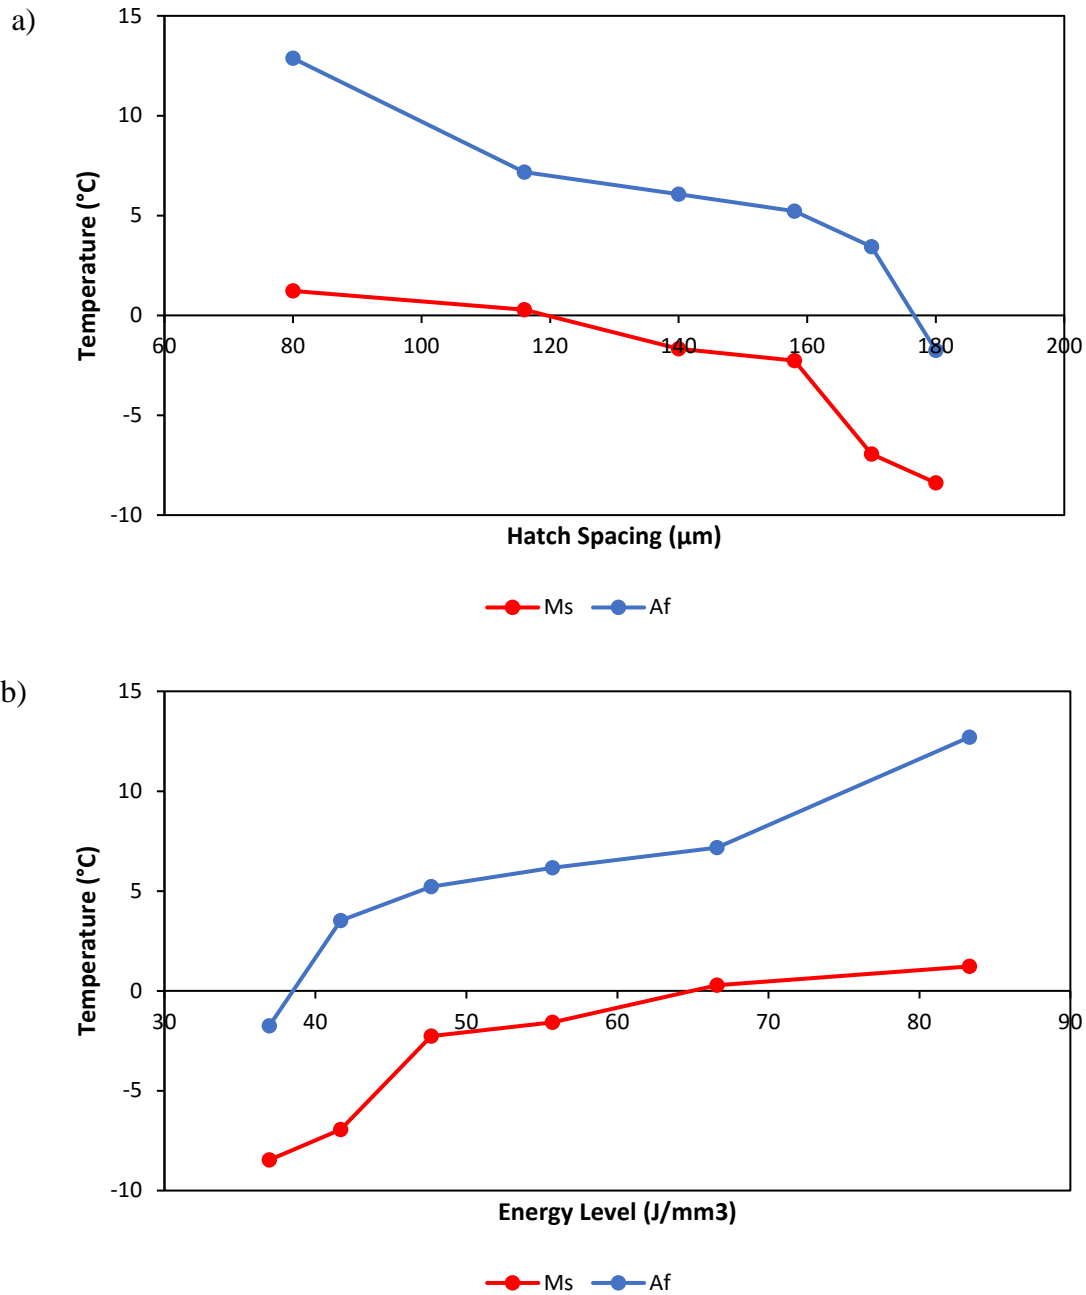 a)
15
10
5
0
-5
-10
60 80 100 120 140 160 180 200
Temperature (°C)
Hatch Spacing (µm)
Ms Af
b)
15
10
5
0
-5
-10
30 40 50 60 70 80 90
Temperature (°C)
Energy Level (J/mm3)
Ms Af